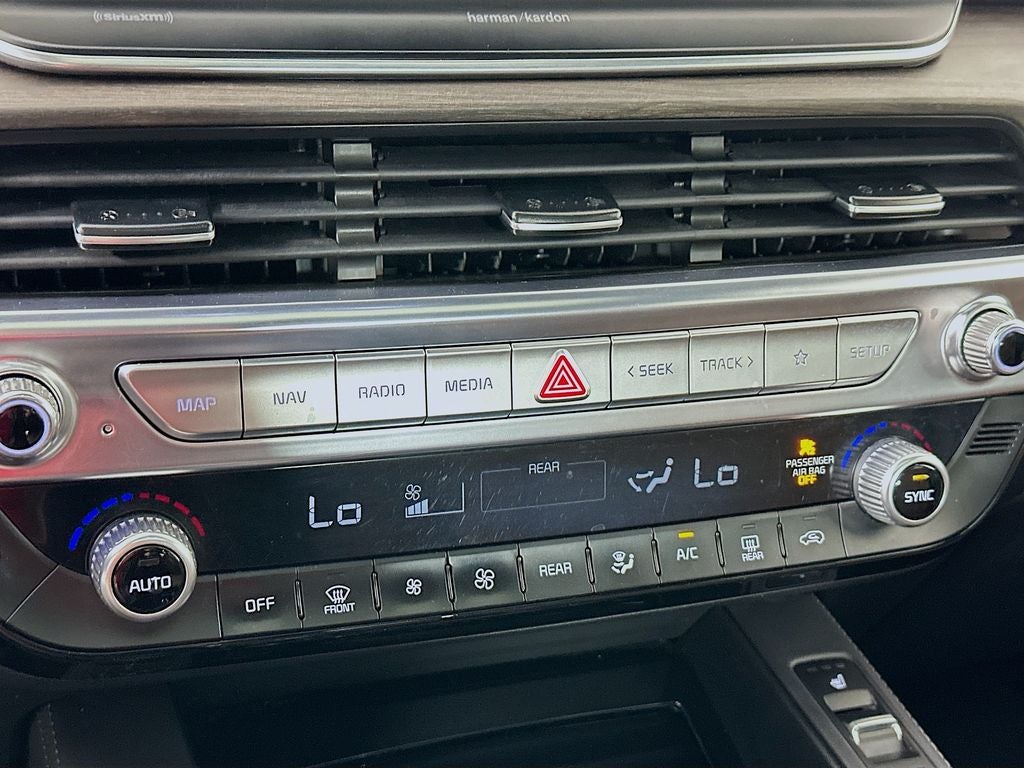 ((SiriusXM))
harman/kardon
MAP
NAV
RADIO
MEDIA
< SEEK
TRACK >
SETUP
Lo
REAR
Lo
PASSENGER
AIR BAG
OFF
AUTO
SYNC
OFF
FRONT
REAR
A/C
REAR